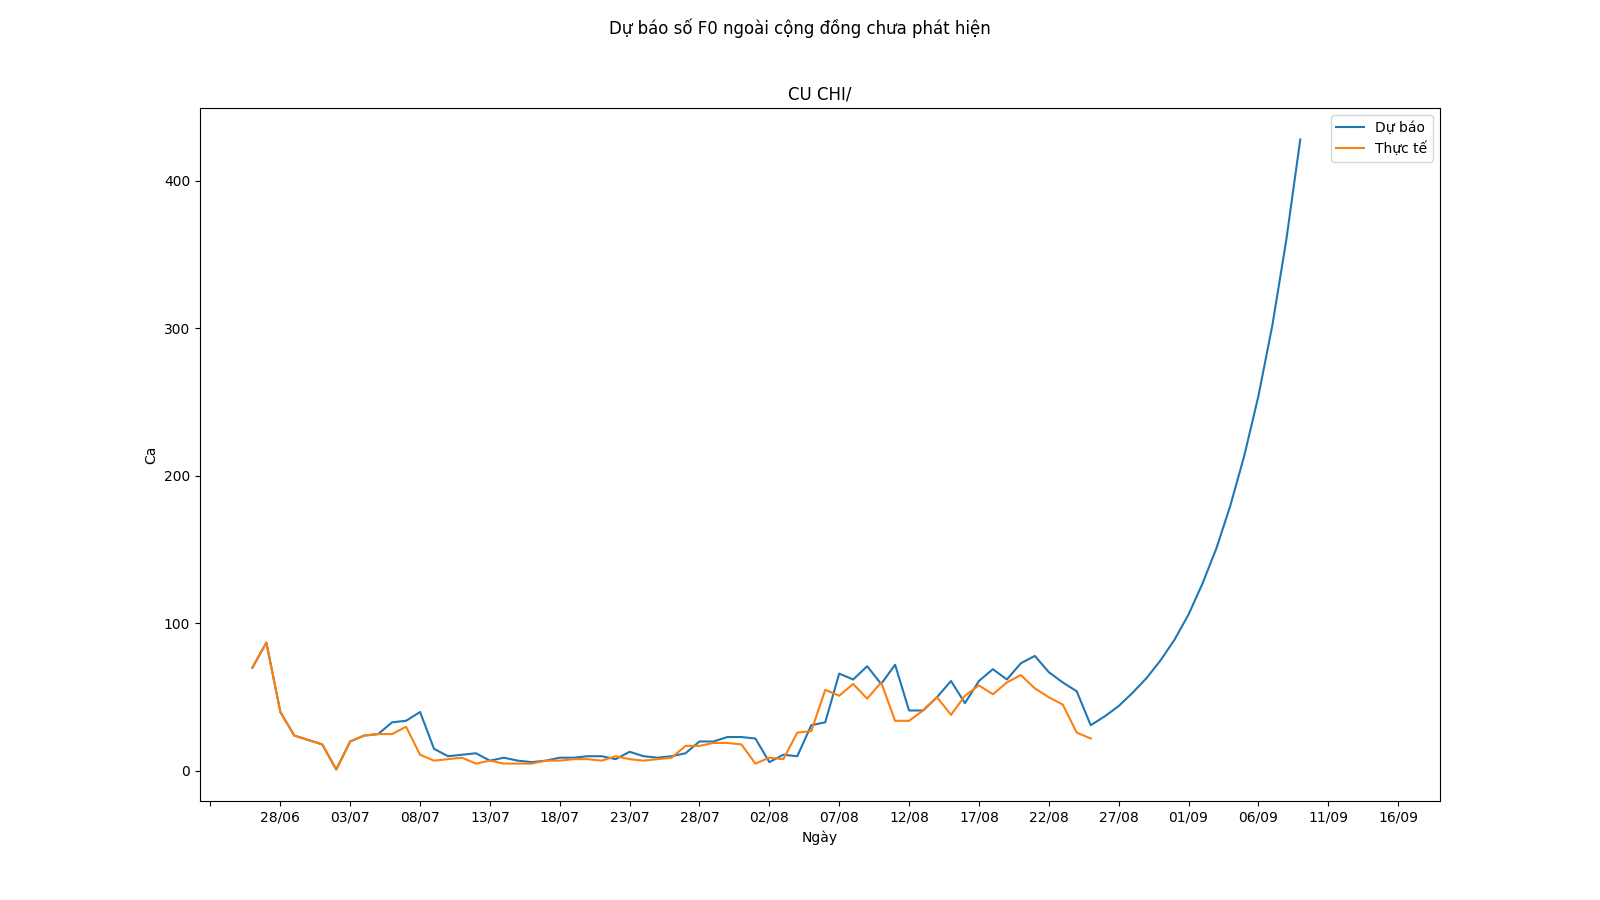 Dự báo số F0 ngoài cộng đồng chưa phát hiện
CU CHI/
Dự báo
Thực tế
400
300
200
100
0
Ca
28/06 03/07 08/07 13/07 18/07 23/07 28/07 02/08 07/08 12/08 17/08 22/08 27/08 01/09 06/09 11/09 16/09
Ngày